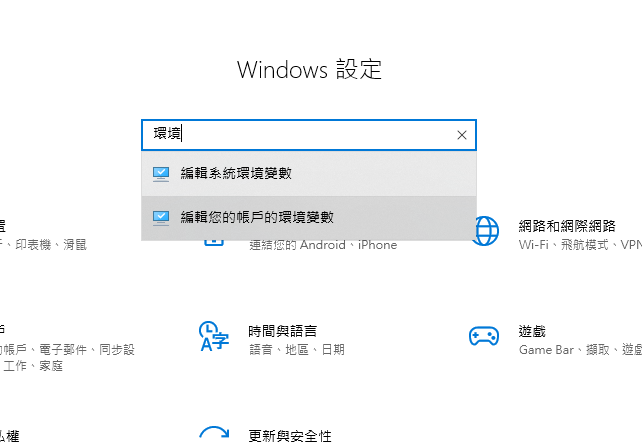 Windows 設定
環境
編輯系統環境變數
編輯您的帳戶的環境變數
、印表機、滑鼠
連結您的 Android、iPhone
網路和網際網路
Wi-Fi、飛航模式、VPN
時間與語言
語音、地區、日期
遊戲
Game Bar、擷取、遊戲
帳戶、電子郵件、同步設
工作、家庭
更新與安全性